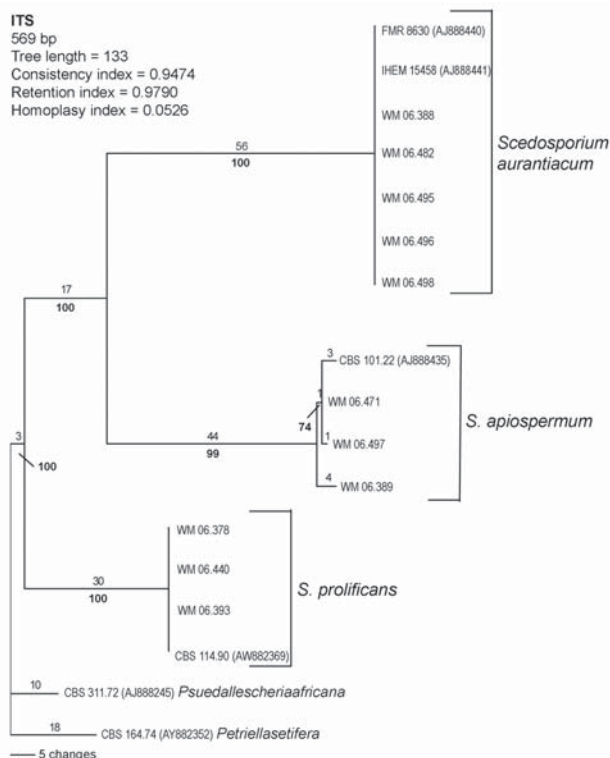 ITS
569 bp
Tree length = 133
Consistency index = 0.9474
Retention index = 0.9790
Homoplasy index = 0.0526
FMR 8630 (AJ888440)
IHEM 15458 (AJ888441)
WM 06.388
56
WM 06.482
100
WM 06.495
WM 06.496
WM 06.498
Scedosporium
aurantiacum
17
100
3
CBS 101.22 (AJ888435)
1
WM 06.471
74
44
1
WM 06.497
99
4
WM 06.389
S. apiospermum
3
100
WM 06.378
WM 06.440
30
100
WM 06.393
CBS 114.90 (AW882369)
S. prolificans
10
CBS 311.72 (AJ888245) Psuedallescheriaafricana
18
CBS 164.74 (AY882352) Petriellasetifera
5 changes